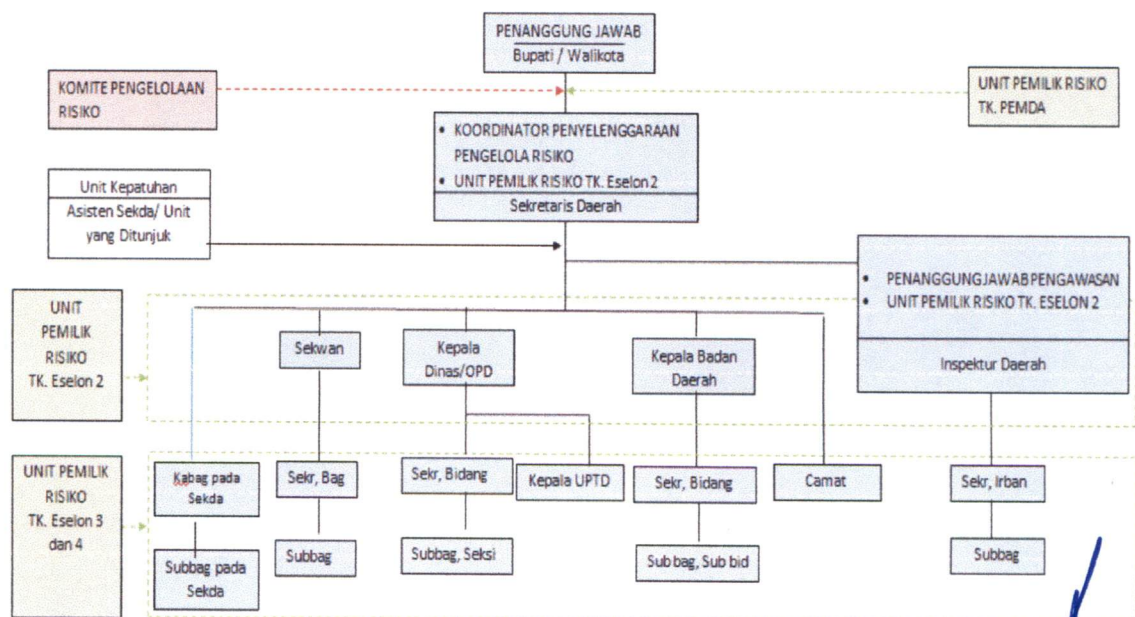 PENANGGUNG JAWAB
Bupati / Walikota
KOMITE PENGELOLAAN
RISIKO
UNIT PEMILIK RISIKO
TK. PEMDA
• KOORDINATOR PENYELENGGARAAN
PENGELOLA RISIKO
• UNIT PEMILIK RISIKO TK. Eselon 2
Sekretaris Daerah
Unit Kepatuhan
Asisten Sekda/ Unit
yang Ditunjuk
• PENANGGUNG JAWAB PENGAWASAN
• UNIT PEMILIK RISIKO TK. ESELON 2
Inspektur Daerah
UNIT
PEMILIK
RISIKO
TK. Eselon 2
Sekwan
Kepala
Dinas/OPD
Kepala Badan
Daerah
UNIT PEMILIK
RISIKO
TK. Eselon 3
dan 4
Kabag pada
Sekda
Sekr, Bag
Sekr, Bidang
Kepala UPTD
Sekr, Bidang
Camat
Sekr, Irban
Subbag pada
Sekda
Subbag
Subbag, Seksi
Subbag, Sub bid
Subbag